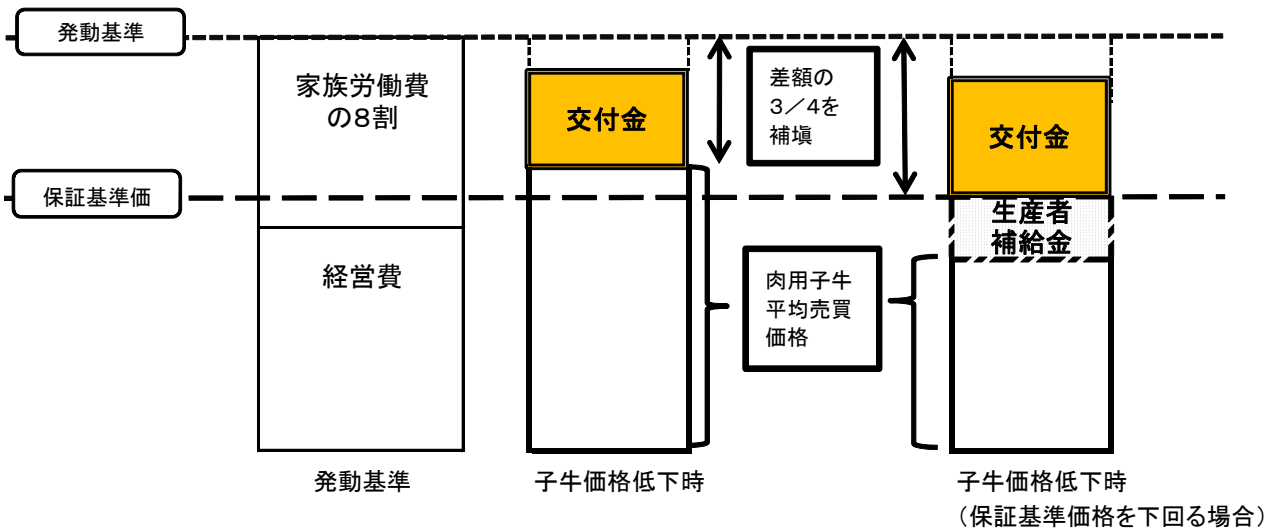 発動基準
家族労働費
の8割
交付金
差額の
3／4を
補塡
交付金
保証基準価
生産者
補給金
経営費
肉用子牛
平均売買
価格
発動基準
子牛価格低下時
子牛価格低下時
（保証基準価格を下回る場合）